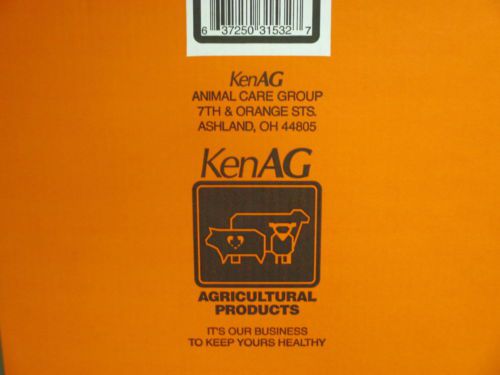 6 37250 31532 7
KenAG
ANIMAL CARE GROUP
7TH & ORANGE STS.
ASHLAND, OH 44805
KenAG
AGRICULTURAL
PRODUCTS
IT'S OUR BUSINESS
TO KEEP YOURS HEALTHY